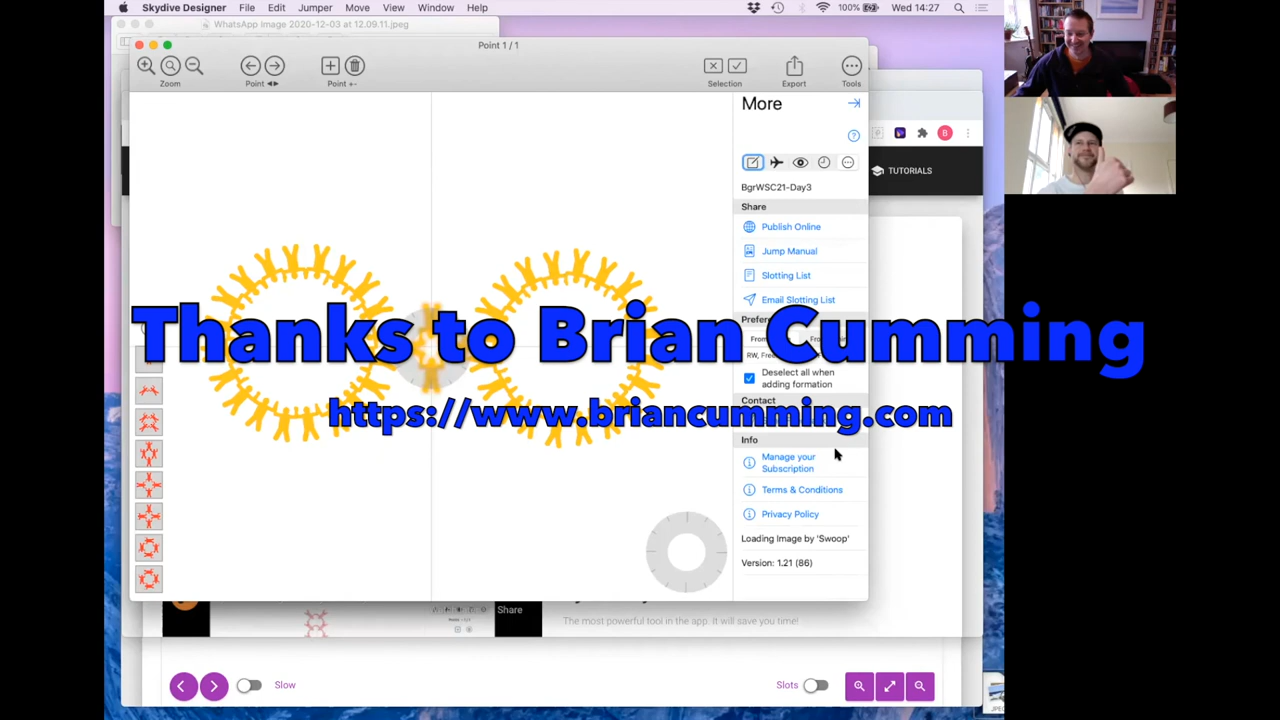 Skydive Designer File Edit Jumper Move View Window Help 100% Wed 14:27
WhatsApp Image 2020-12-03 at 12.09.11.jpeg
Point 1 / 1
Zoom Point Point +- Selection Export Tools
More
B
TUTORIALS
BgrWSC21-Day3
Share
Publish Online
Jump Manual
Slotting List
Email Slotting List
Thanks to Brian Cumming
Deselect all when
adding formation
Contact
https://www.briancumming.com
Info
Manage your
Subscription
Terms & Conditions
Privacy Policy
Loading Image by 'Swoop'
Version: 1.21 (86)
Share
The most powerful tool in the app. it will save you time!
Slow
Slots